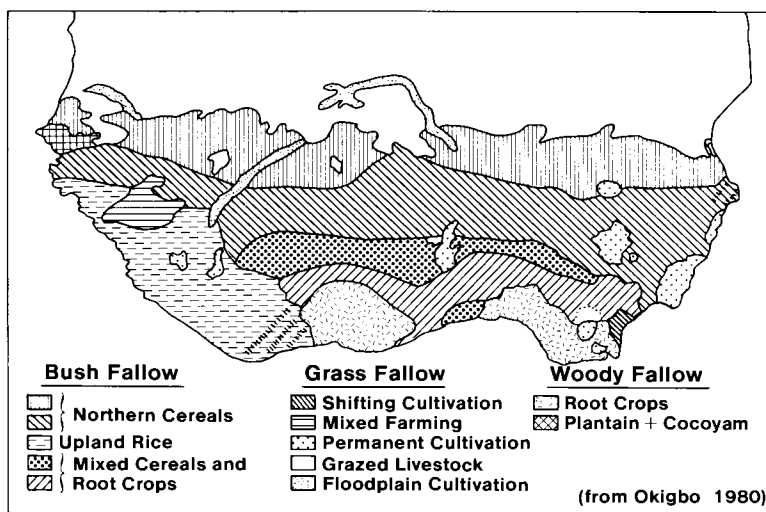 Bush Fallow
Northern Cereals
Upland Rice
Mixed Cereals and
Root Crops
Grass Fallow
Shifting Cultivation
Mixed Farming
Permanent Cultivation
Grazed Livestock
Floodplain Cultivation
Woody Fallow
Root Crops
Plantain + Cocoyam
(from Okigbo 1980)